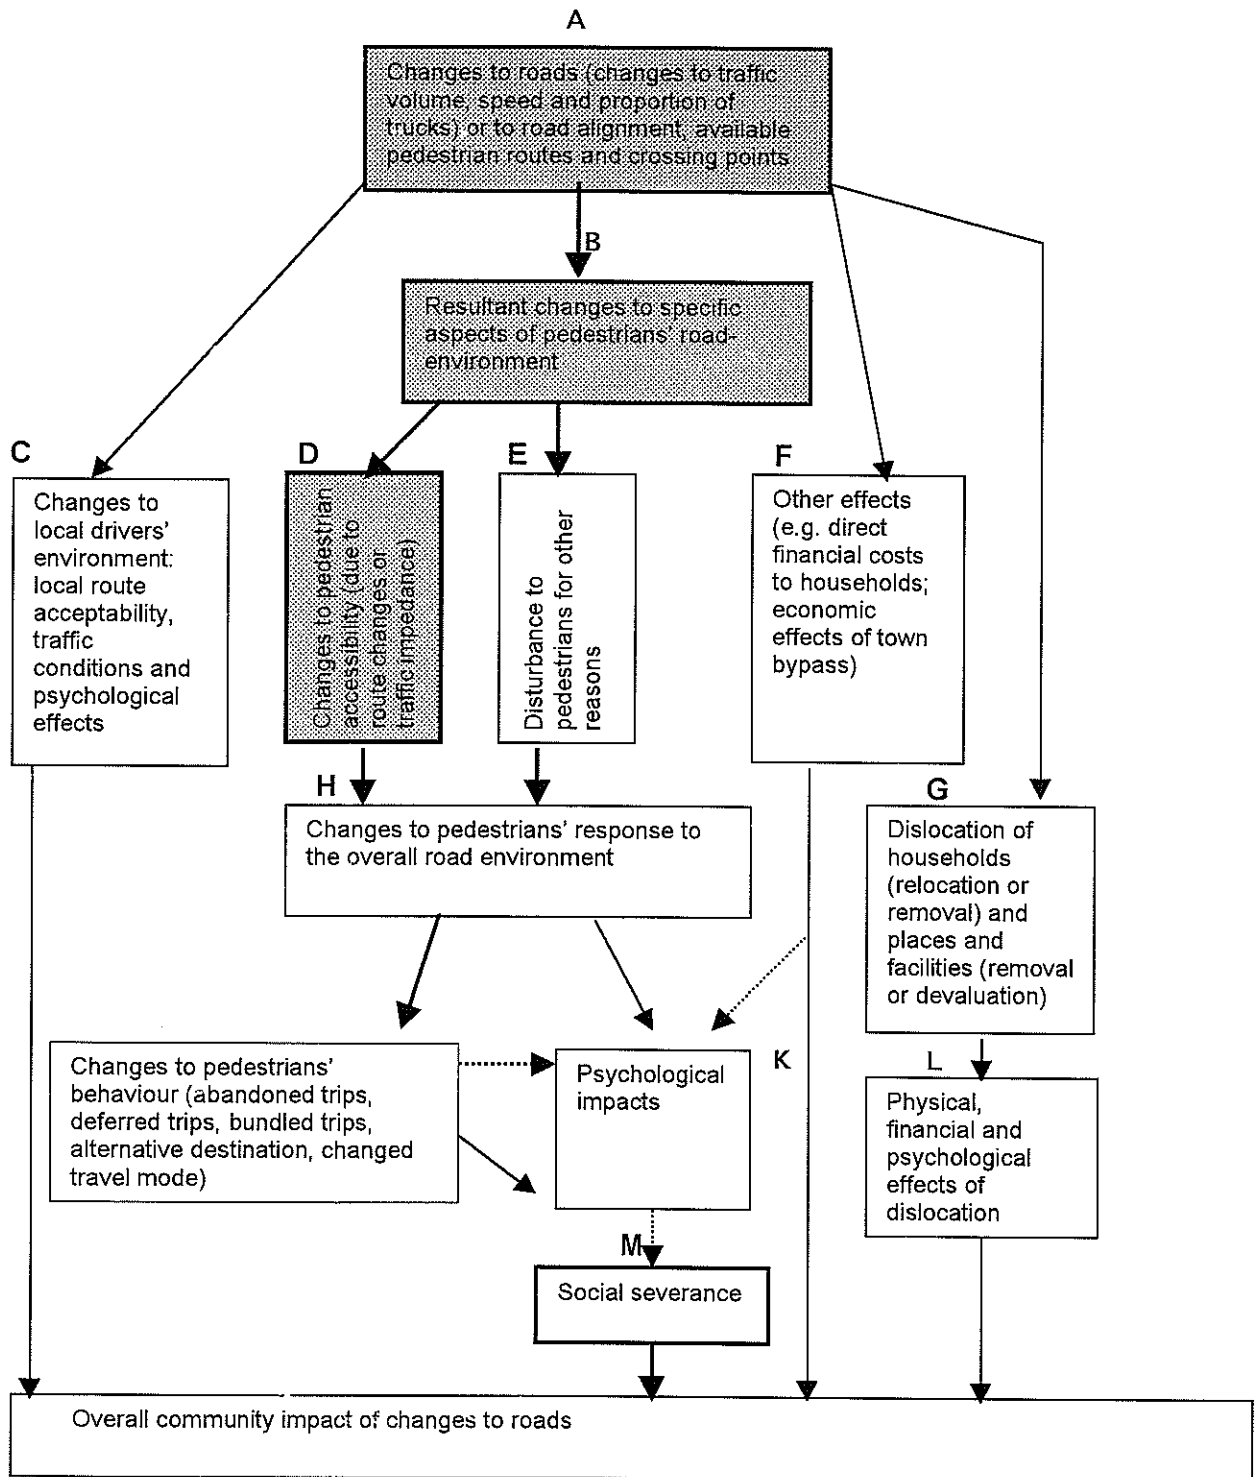 A
Changes to roads (changes to traffic
volume, speed and proportion of
trucks) or to road alignment, available
pedestrian routes and crossing points
B
Resultant changes to specific
aspects of pedestrians' road-
environment
C
Changes to
local drivers'
environment:
local route
acceptability,
traffic
conditions and
psychological
effects
D
Changes to pedestrian
accessibility (due to
route changes or
traffic impedance)
E
Disturbance to
pedestrians for other
reasons
F
Other effects
(e.g. direct
financial costs
to households;
economic
effects of town
bypass)
G
Dislocation of
households
(relocation or
removal) and
places and
facilities (removal
or devaluation)
H
Changes to pedestrians' response to
the overall road environment
Changes to pedestrians'
behaviour (abandoned trips,
deferred trips, bundled trips,
alternative destination, changed
travel mode)
Psychological
impacts
K
L
Physical,
financial and
psychological
effects of
dislocation
M
Social severance
Overall community impact of changes to roads